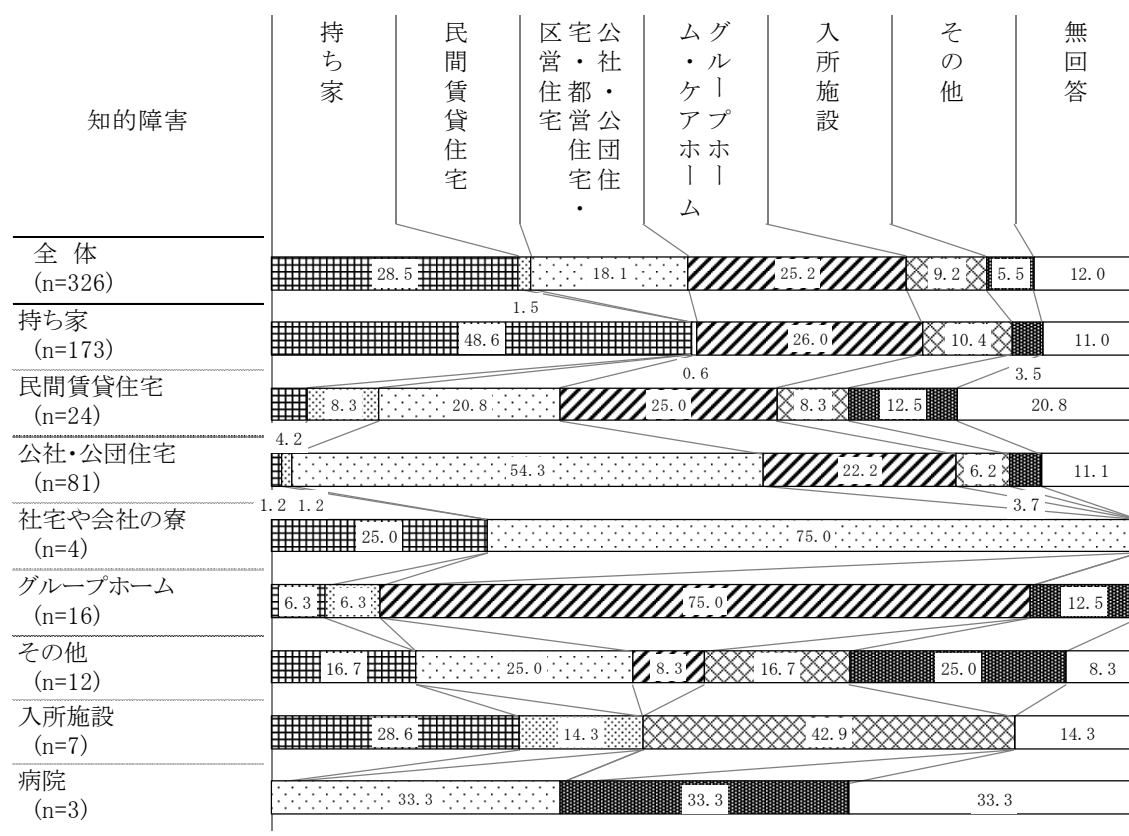 知的障害
持ち家
民間賃貸住宅
公社・公団住
宅・都営住宅・
区営住宅
グループホー
ム・ケアホーム
入所施設
その他
無回答
全 体
(n=326)
28.5
18.1
25.2
9.2
5.5
12.0
1.5
持ち家
(n=173)
48.6
26.0
10.4
11.0
0.6
3.5
民間賃貸住宅
(n=24)
8.3
20.8
25.0
8.3
12.5
20.8
4.2
公社・公団住宅
(n=81)
54.3
22.2
6.2
11.1
1.2
1.2
3.7
社宅や会社の寮
(n=4)
25.0
75.0
グループホーム
(n=16)
6.3
6.3
75.0
12.5
その他
(n=12)
16.7
25.0
8.3
16.7
25.0
8.3
入所施設
(n=7)
28.6
14.3
42.9
14.3
病院
(n=3)
33.3
33.3
33.3